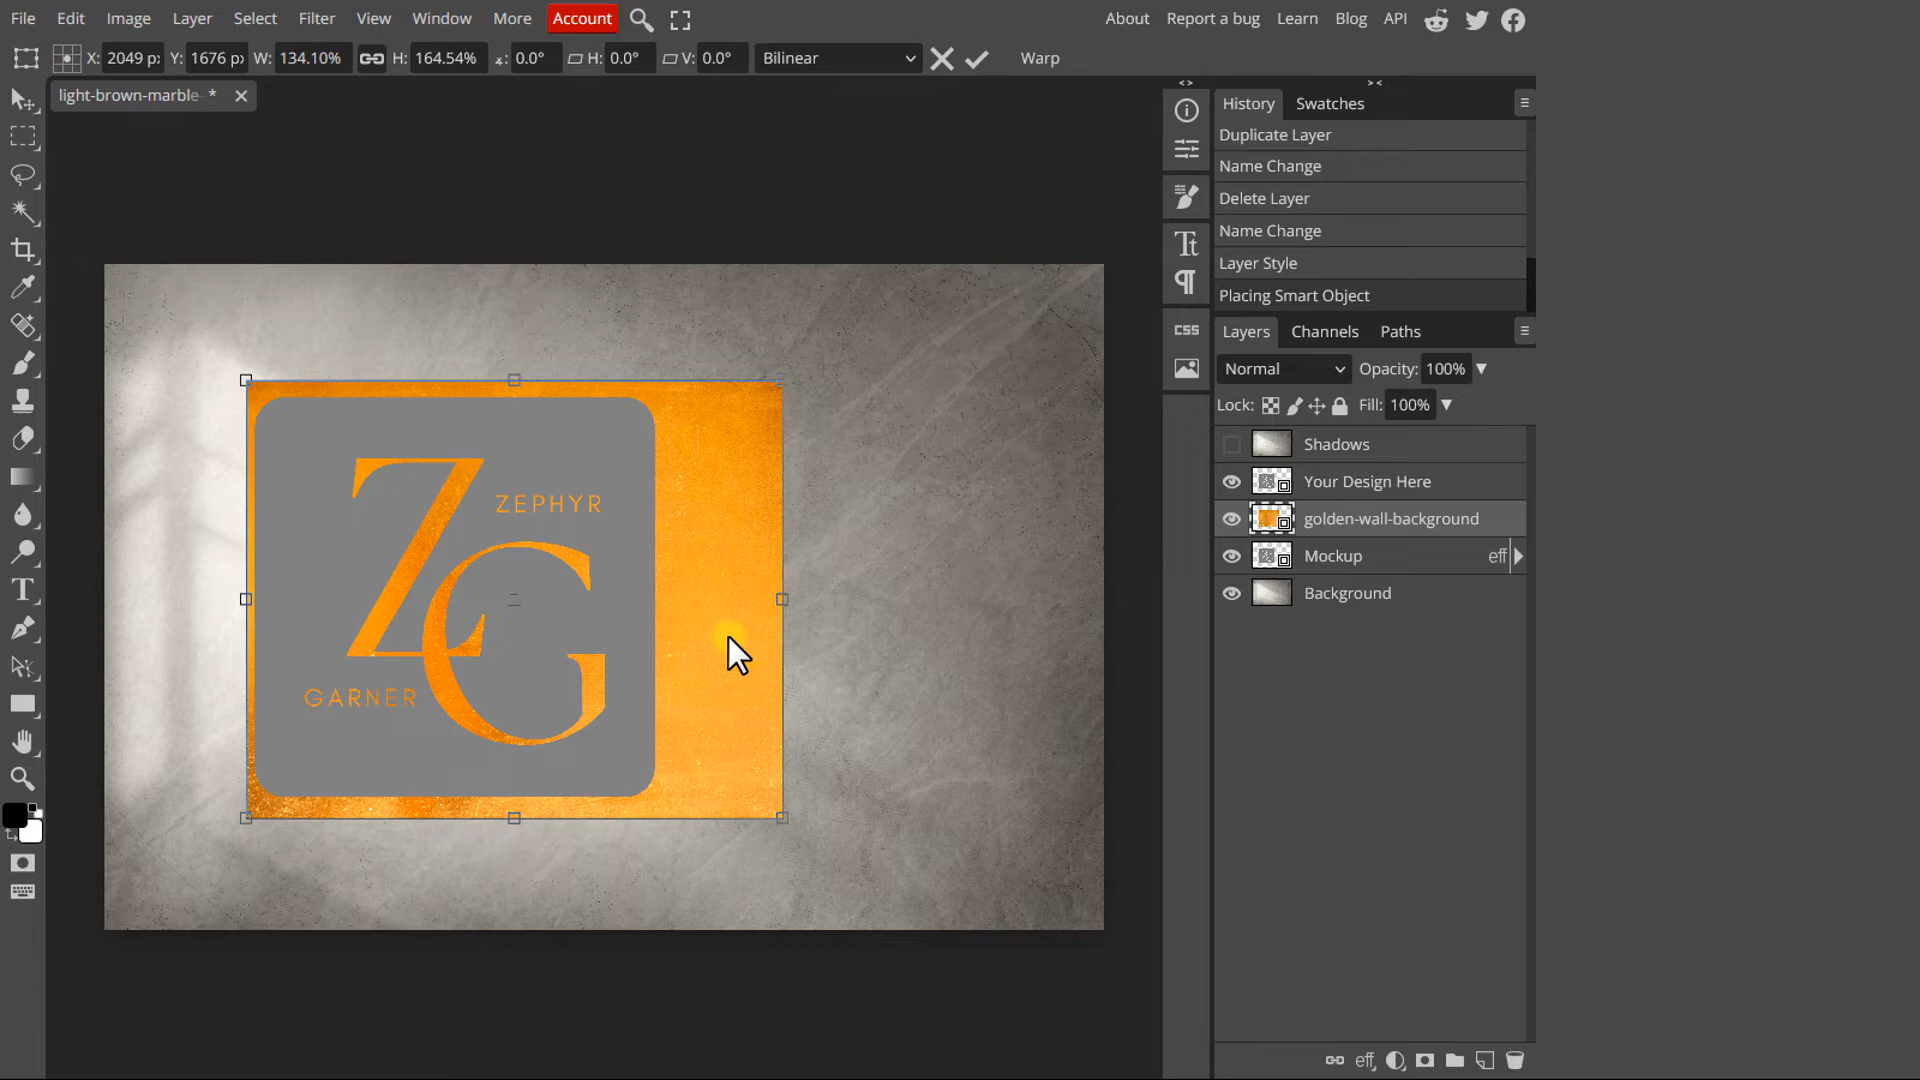 File Edit Image Layer Select Filter View Window More Account About Report a bug Learn Blog API
X: 2049 p: Y: 1676 p: W: 134.10% H: 164.54% 0.0° H: 0.0° V: 0.0° Bilinear Warp
light-brown-marble- *
History Swatches
Duplicate Layer
Name Change
Delete Layer
Name Change
Layer Style
Placing Smart Object
CSS
Layers Channels Paths
Normal Opacity: 100%
Lock: Fill: 100%
Shadows
Your Design Here
golden-wall-background
Mockup eff
Background
eff
Z
ZEPHYR
G
GARNER